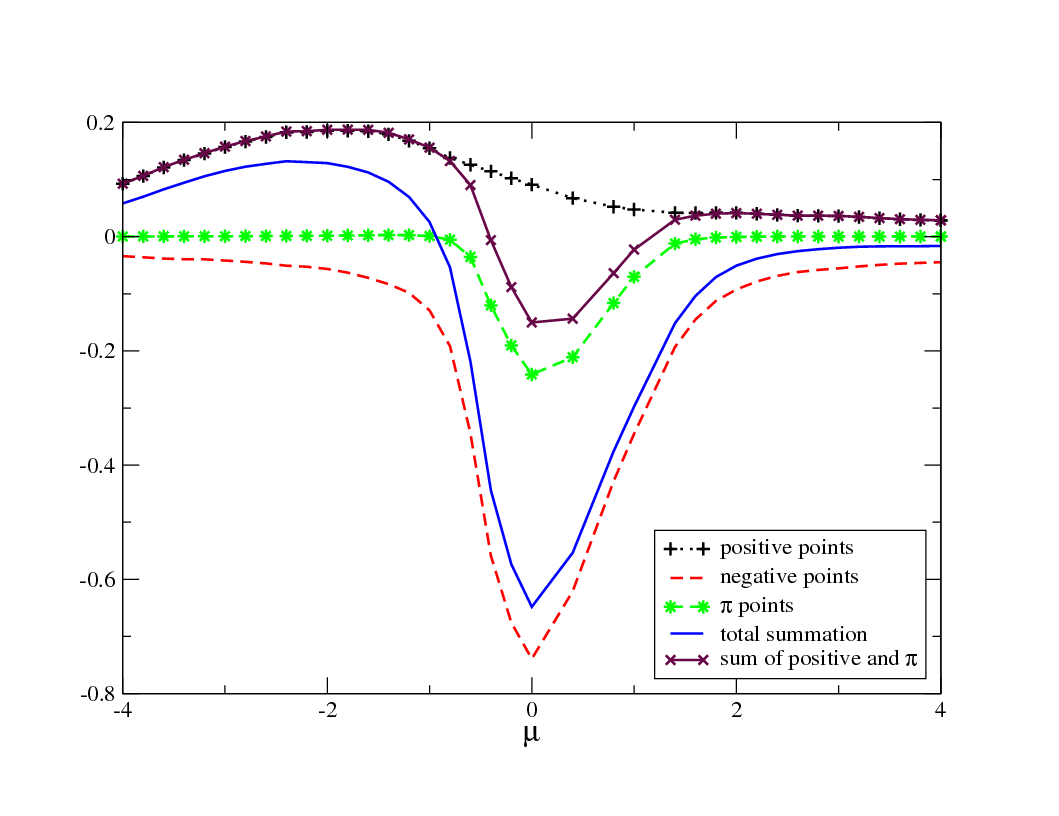 0.2
0
-0.2
-0.4
-0.6
-0.8
-4
-2
0
2
4
μ
positive points
negative points
π points
total summation
sum of positive and π